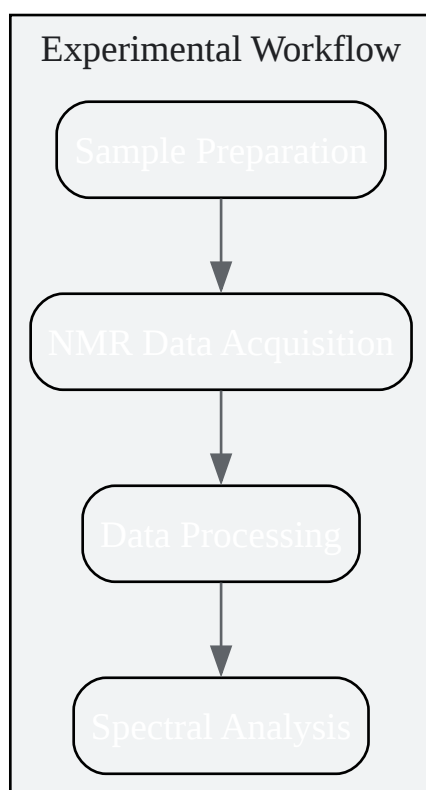 Experimental Workflow
Sample Preparation
NMR Data Acquisition
Data Processing
Spectral Analysis